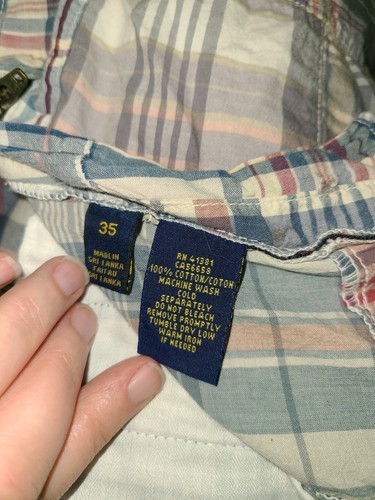 35
MADE IN
SRI LANKA
FAIT AU
SRI LANKA
RN 41381
CA56658
100% COTTON/COTON
MACHINE WASH
COLD
SEPARATELY
DO NOT BLEACH
REMOVE PROMPTLY
TUMBLE DRY LOW
WARM IRON
IF NEEDED